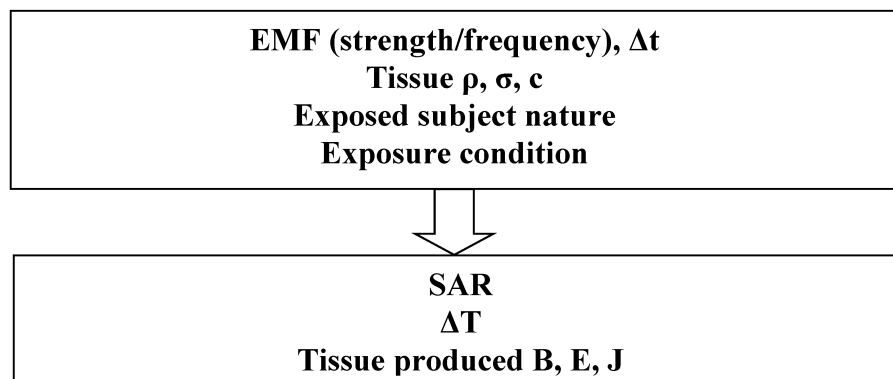 EMF (strength/frequency), Δt
Tissue ρ, σ, c
Exposed subject nature
Exposure condition
SAR
ΔT
Tissue produced B, E, J